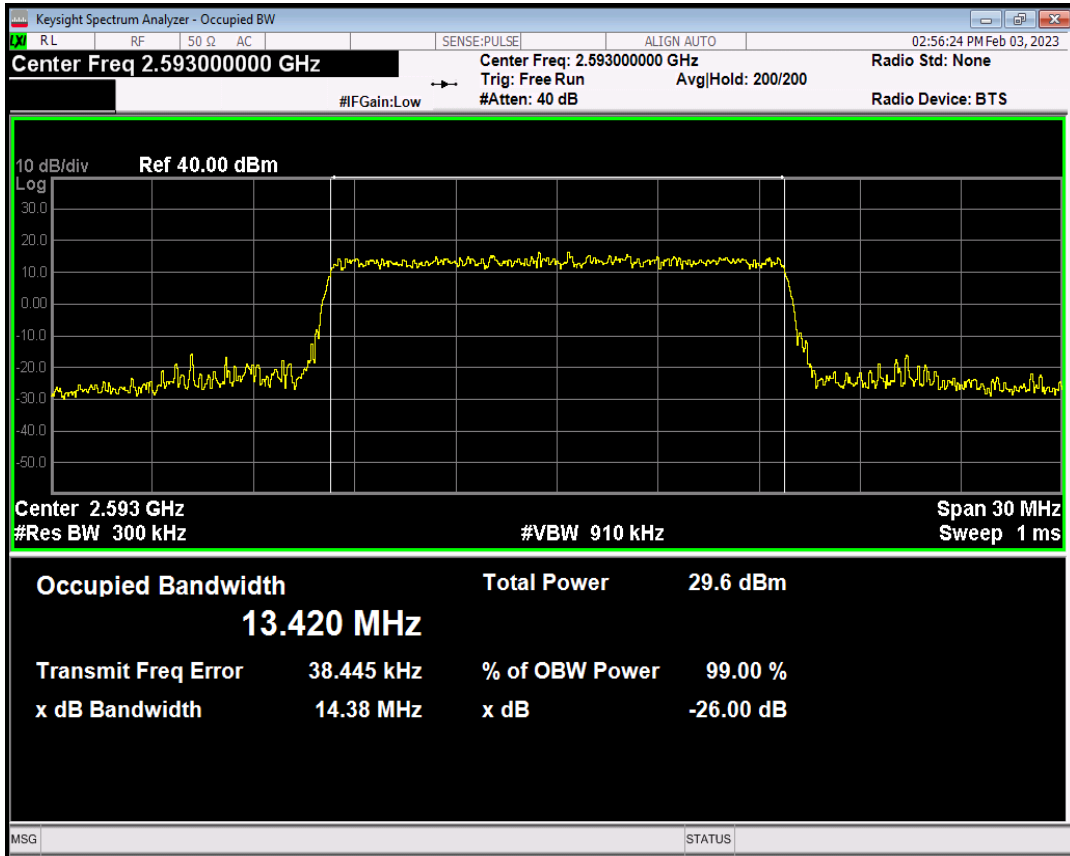 Keysight Spectrum Analyzer - Occupied BW
LXI RL RF 50 Ω AC SENSE:PULSE ALIGN AUTO 02:56:24 PM Feb 03, 2023
Center Freq 2.593000000 GHz Center Freq: 2.593000000 GHz Radio Std: None
Trig: Free Run Avg|Hold: 200/200
#IFGain:Low #Atten: 40 dB Radio Device: BTS
10 dB/div Ref 40.00 dBm
Log
30.0
20.0
10.0
0.00
-10.0
-20.0
-30.0
-40.0
-50.0
Center 2.593 GHz Span 30 MHz
#Res BW 300 kHz #VBW 910 kHz Sweep 1 ms
Occupied Bandwidth Total Power 29.6 dBm
13.420 MHz
Transmit Freq Error 38.445 kHz % of OBW Power 99.00 %
x dB Bandwidth 14.38 MHz x dB -26.00 dB
MSG STATUS